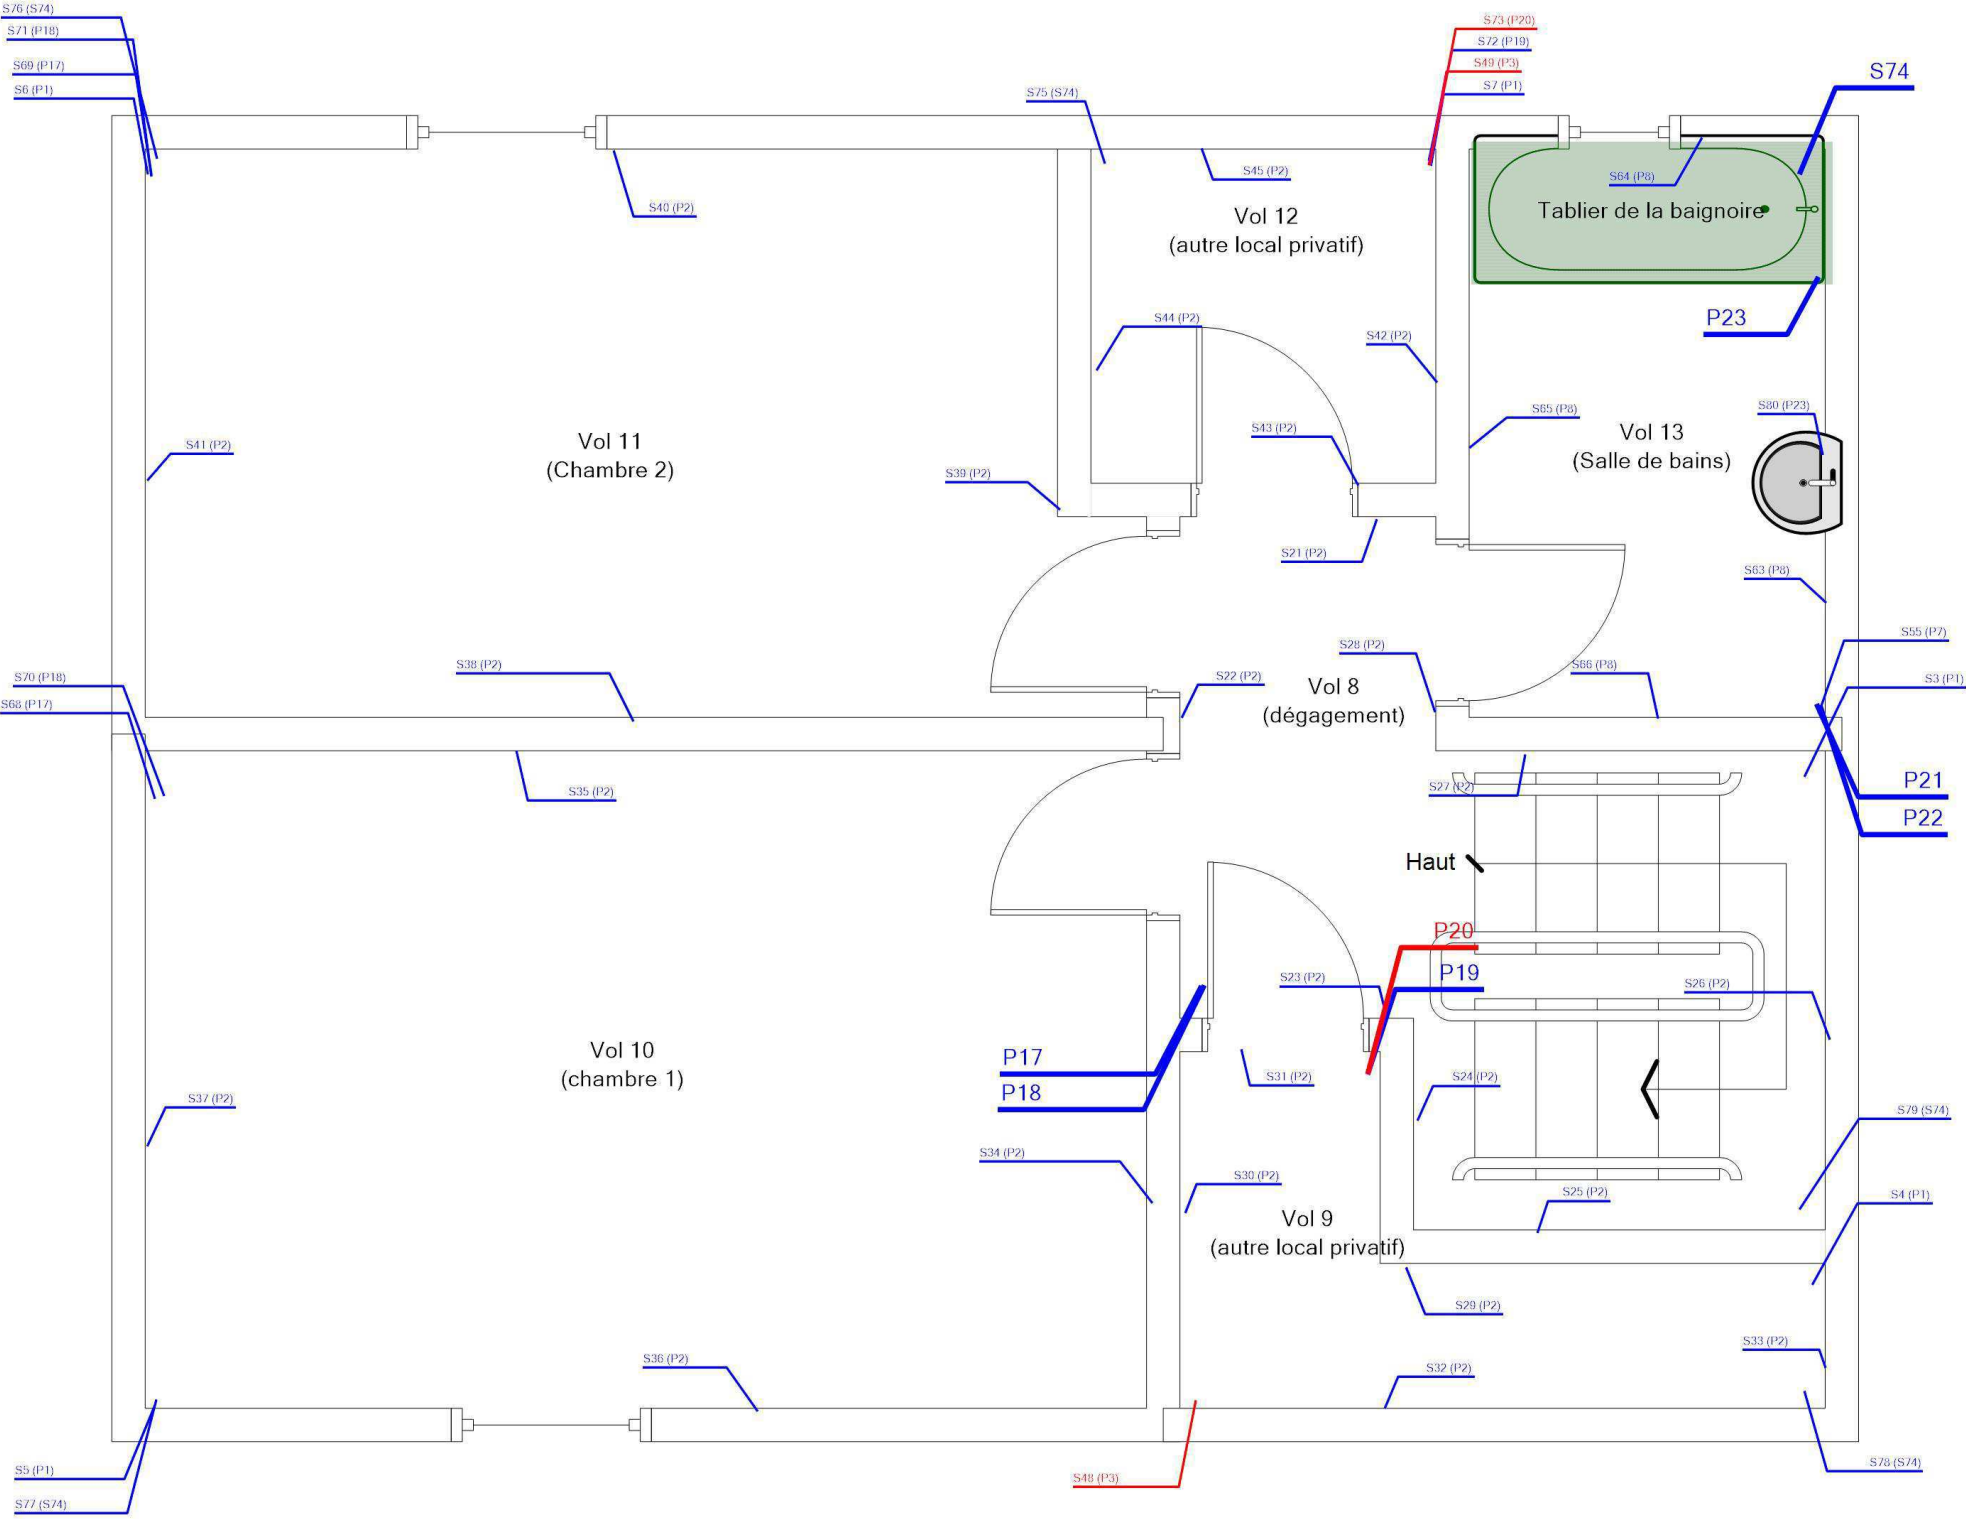 S76 (S74)
S71 (P18)
S69 (P17)
S6 (P1)
S73 (P20)
S72 (P19)
S49 (P3)
S7 (P1)
S75 (S74)
S74
S45 (P2)
S64 (P8)
S40 (P2)
Tablier de la baignoire
Vol 12
(autre local privatif)
P23
S44 (P2)
S42 (P2)
S65 (P8)
S80 (P23)
S43 (P2)
Vol 13
(Salle de bains)
S41 (P2)
Vol 11
(Chambre 2)
S39 (P2)
S21 (P2)
S63 (P8)
S55 (P7)
S28 (P2)
S38 (P2)
S66 (P8)
S70 (P18)
S22 (P2)
S3 (P1)
Vol 8
(dégagement)
S68 (P17)
P21
S27 (P2)
S35 (P2)
P22
Haut
P20
P19
S23 (P2)
S26 (P2)
Vol 10
(chambre 1)
P17
P18
S31 (P2)
S24 (P2)
S37 (P2)
S79 (S74)
S34 (P2)
S30 (P2)
S25 (P2)
S4 (P1)
Vol 9
(autre local privatif)
S29 (P2)
S33 (P2)
S36 (P2)
S32 (P2)
S5 (P1)
S48 (P3)
S78 (S74)
S77 (S74)